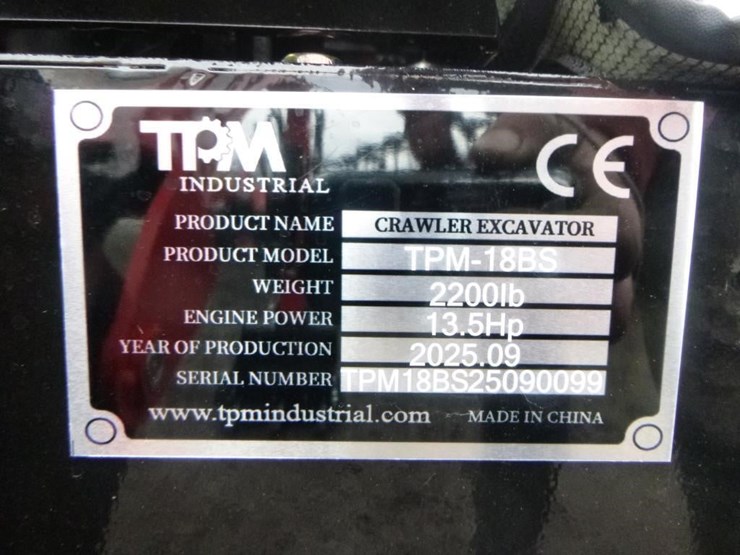 TPM
INDUSTRIAL
CE
PRODUCT NAME CRAWLER EXCAVATOR
PRODUCT MODEL TPM-18BS
WEIGHT 2200lb
ENGINE POWER 13.5Hp
YEAR OF PRODUCTION 2025.09
SERIAL NUMBER TPM18BS25090099
www.tpmindustrial.com MADE IN CHINA